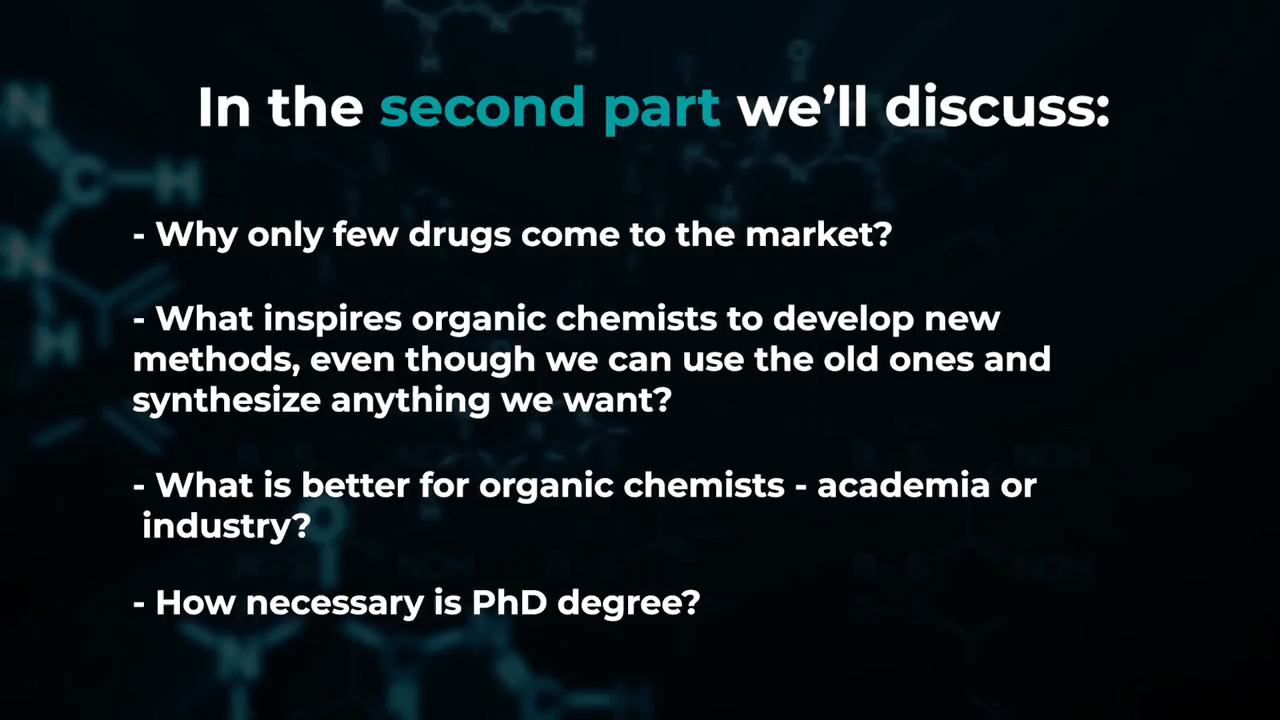 In the second part we’ll discuss:
- Why only few drugs come to the market?
- What inspires organic chemists to develop new
methods, even though we can use the old ones and
synthesize anything we want?
- What is better for organic chemists - academia or
industry?
- How necessary is PhD degree?
N
C-H
N
H
H
H
O
O
N
C-H